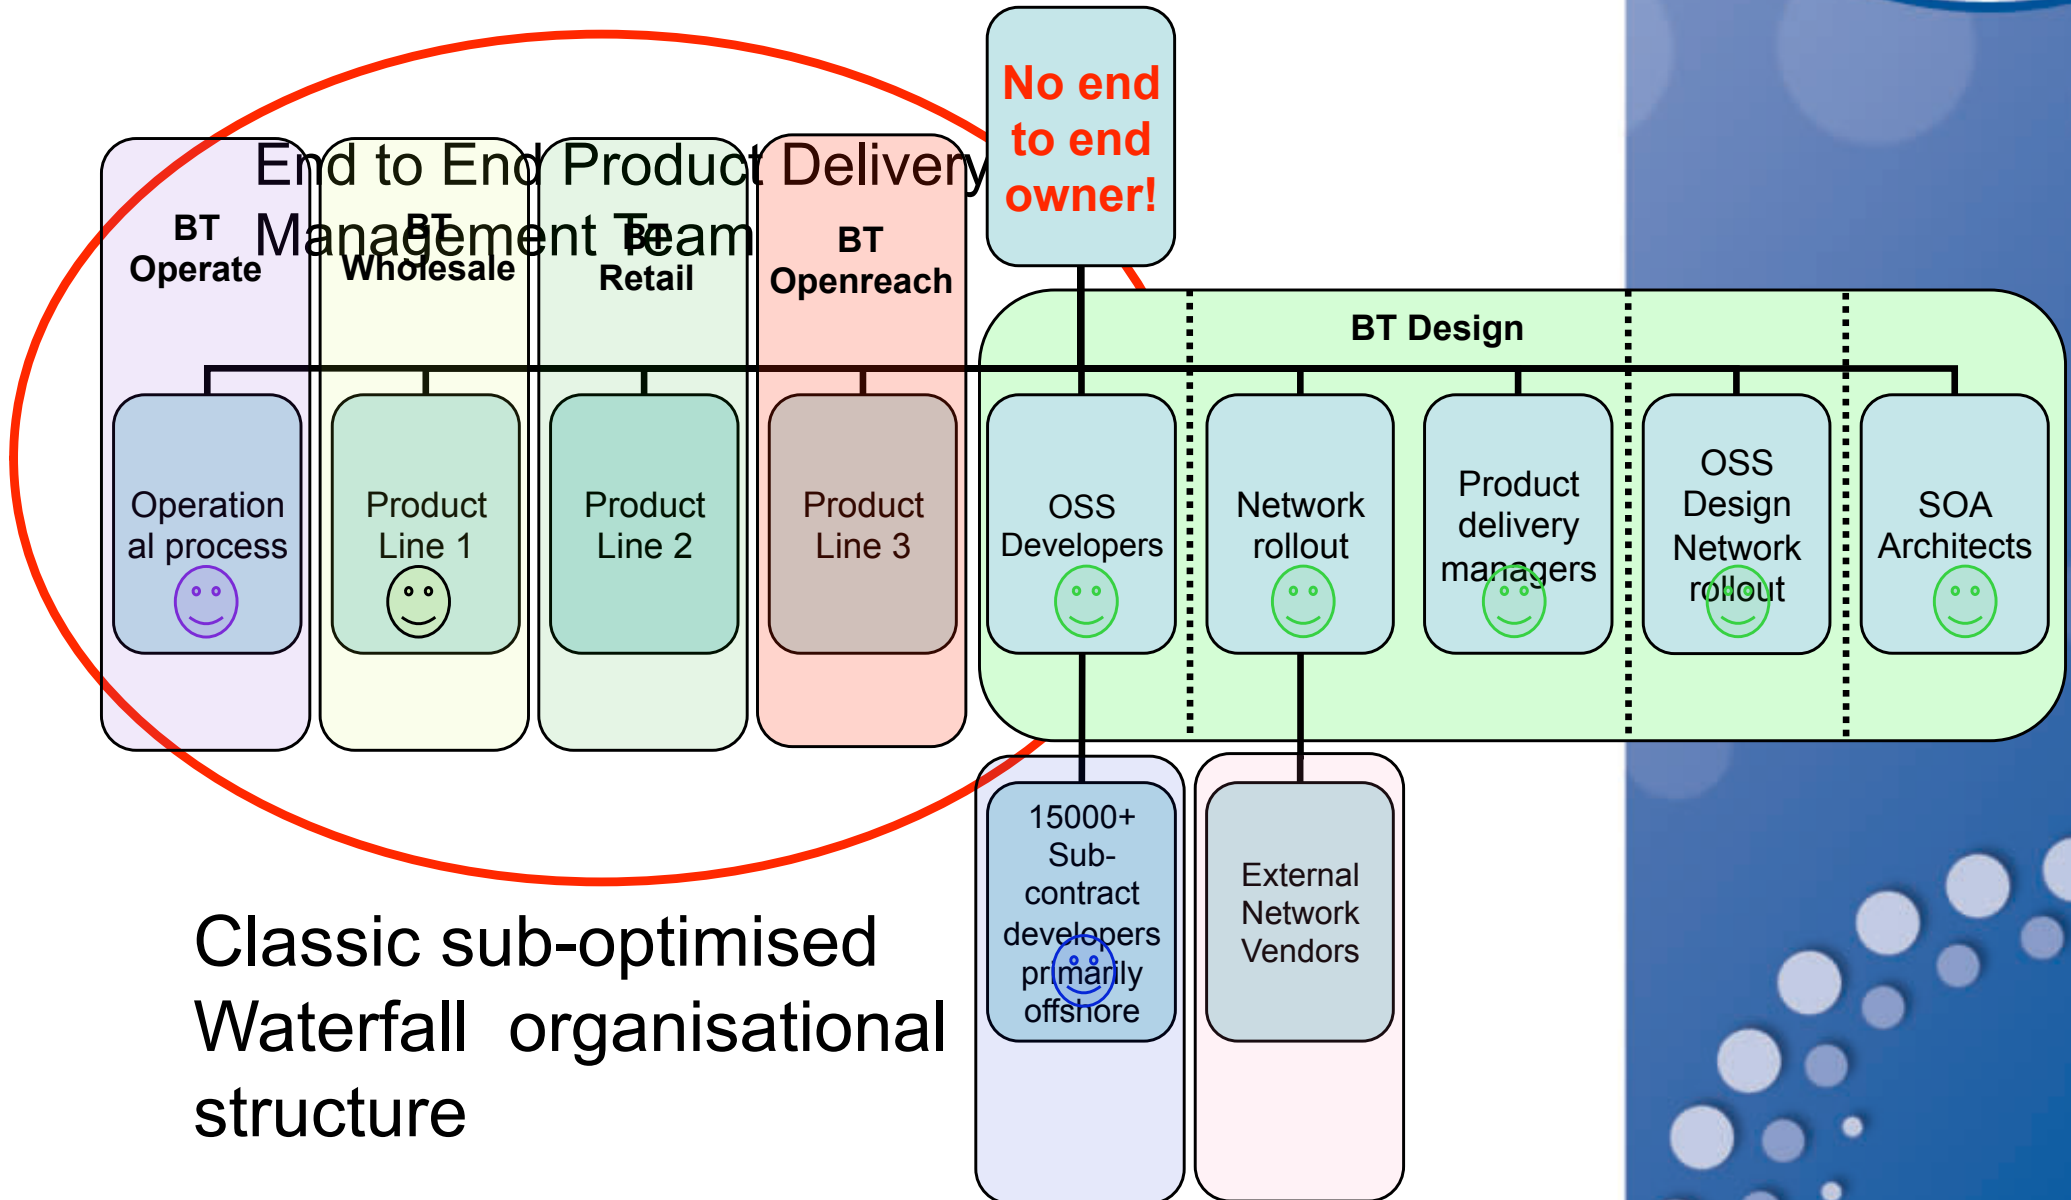 No end
to end
owner!
End to End Product Delivery
Management Team
BT
Operate
BT
Wholesale
BT
Retail
BT
Openreach
BT Design
Operation
al process
Product
Line 1
Product
Line 2
Product
Line 3
OSS
Developers
Network
rollout
Product
delivery
managers
OSS
Design
Network
rollout
SOA
Architects
15000+
Sub-
contract
developers
primarily
offshore
External
Network
Vendors
Classic sub-optimised
Waterfall organisational
structure